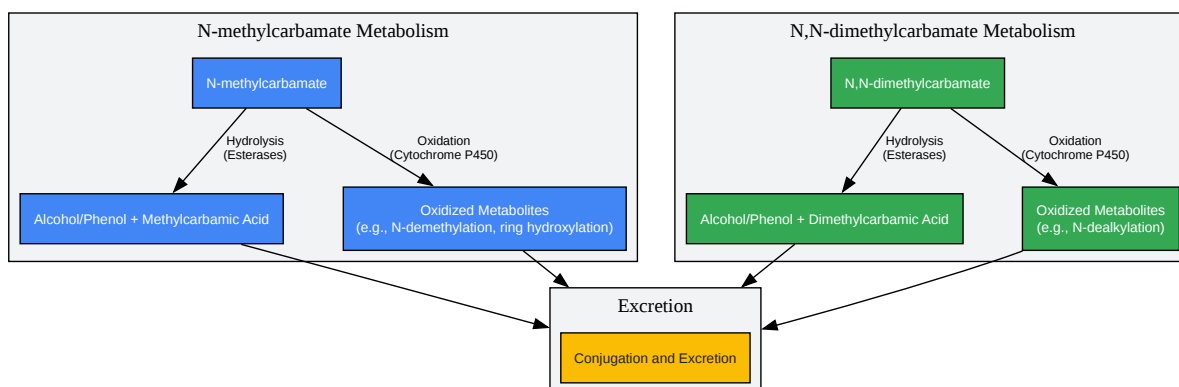 N-methylcarbamate Metabolism
N-methylcarbamate
Hydrolysis
(Esterases)
Oxidation
(Cytochrome P450)
Alcohol/Phenol + Methylcarbamic Acid
Oxidized Metabolites
(e.g., N-demethylation, ring hydroxylation)
N,N-dimethylcarbamate Metabolism
N,N-dimethylcarbamate
Hydrolysis
(Esterases)
Oxidation
(Cytochrome P450)
Alcohol/Phenol + Dimethylcarbamic Acid
Oxidized Metabolites
(e.g., N-dealkylation)
Excretion
Conjugation and Excretion